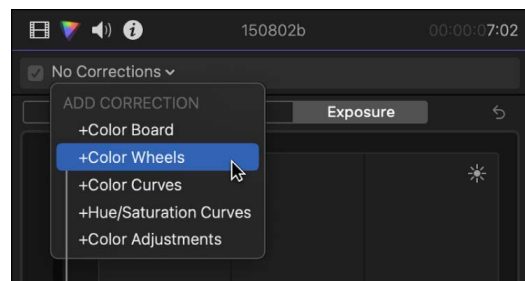 150802b
00:00:07:02
No Corrections
ADD CORRECTION
+Color Board
Exposure
+Color Wheels
+Color Curves
+Hue/Saturation Curves
+Color Adjustments